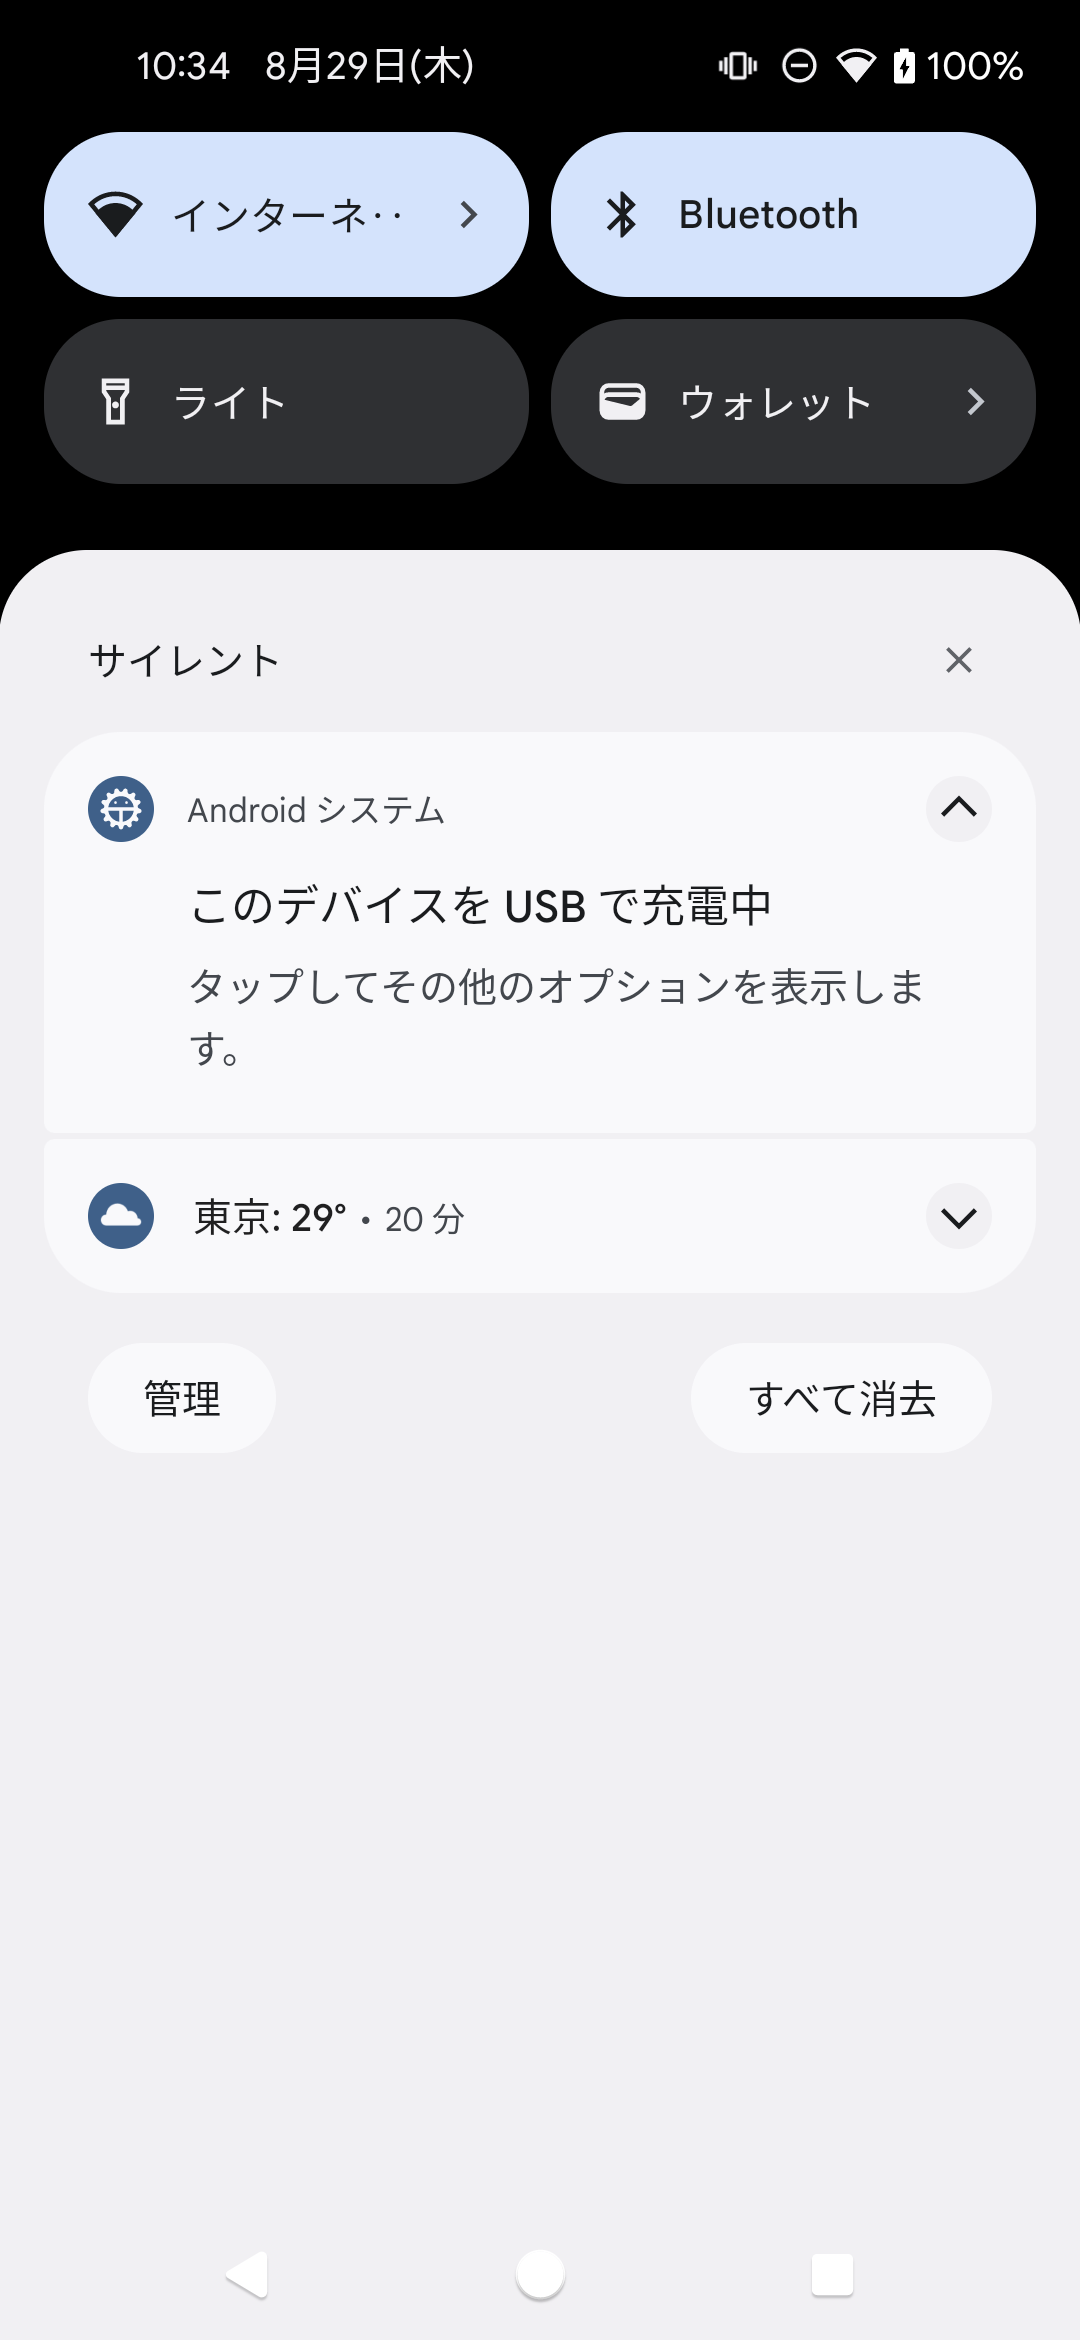 10:34 8月29日(木) 100%
インターネ‥
Bluetooth
ライト
ウォレット
サイレント
Android システム
このデバイスを USB で充電中
タップしてその他のオプションを表示しま
す。
東京: 29° • 20 分
管理
すべて消去